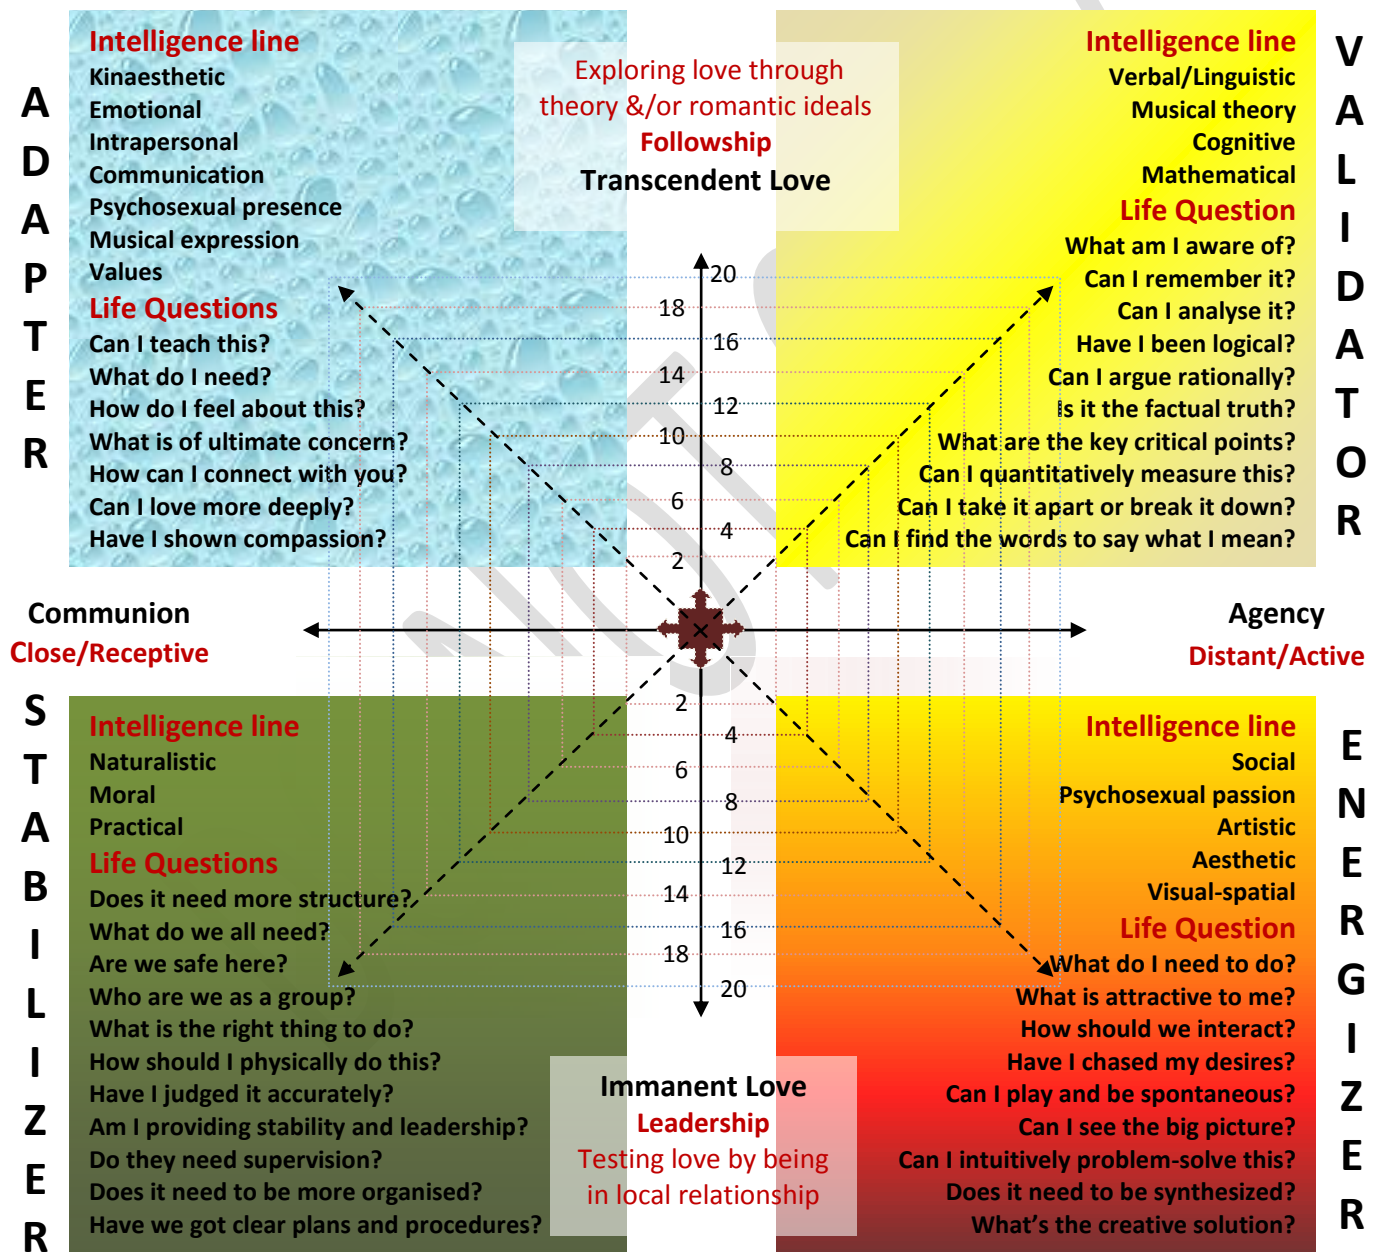 ADAPTER
Intelligence line
Kinaesthetic
Emotional
Intrapersonal
Communication
Psychosexual presence
Musical expression
Values
Life Questions
Can I teach this?
What do I need?
How do I feel about this?
What is of ultimate concern?
How can I connect with you?
Can I love more deeply?
Have I shown compassion?
Exploring love through
theory &/or romantic ideals
Followship
Transcendent Love
VALIDATOR
Intelligence line
Verbal/Linguistic
Musical theory
Cognitive
Mathematical
Life Question
What am I aware of?
Can I remember it?
Can I analyse it?
Have I been logical?
Can I argue rationally?
Is it the factual truth?
What are the key critical points?
Can I quantitatively measure this?
Can I take it apart or break it down?
Can I find the words to say what I mean?
20
18
16
14
12
10
8
6
4
2
Communion
Close/Receptive
Agency
Distant/Active
2
4
6
8
10
12
14
16
18
20
STABILIZER
Intelligence line
Naturalistic
Moral
Practical
Life Questions
Does it need more structure?
What do we all need?
Are we safe here?
Who are we as a group?
What is the right thing to do?
How should I physically do this?
Have I judged it accurately?
Am I providing stability and leadership?
Do they need supervision?
Does it need to be more organised?
Have we got clear plans and procedures?
Immanent Love
Leadership
Testing love by being
in local relationship
ENERGIZER
Intelligence line
Social
Psychosexual passion
Artistic
Aesthetic
Visual-spatial
Life Question
What do I need to do?
What is attractive to me?
How should we interact?
Have I chased my desires?
Can I play and be spontaneous?
Can I see the big picture?
Can I intuitively problem-solve this?
Does it need to be synthesized?
What's the creative solution?